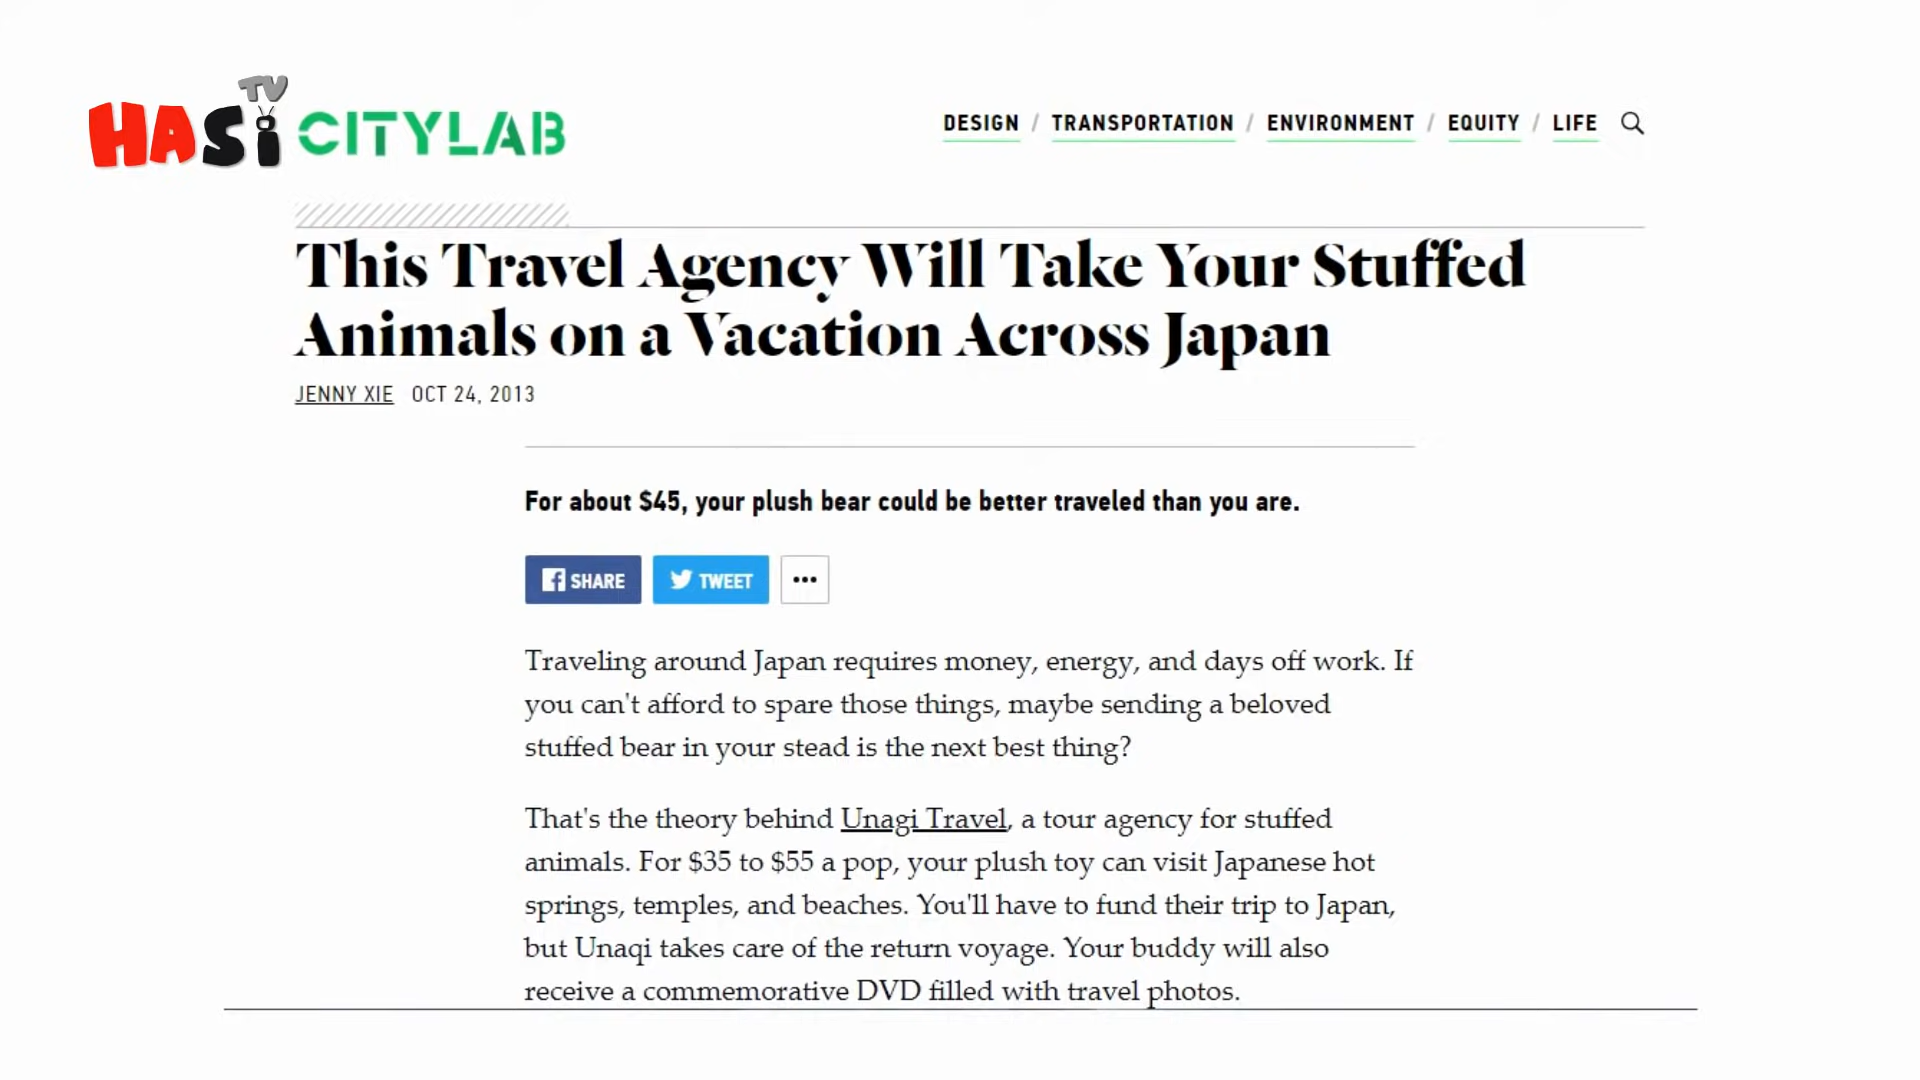 HASi TV
CITYLAB
DESIGN / TRANSPORTATION / ENVIRONMENT / EQUITY / LIFE
This Travel Agency Will Take Your Stuffed
Animals on a Vacation Across Japan
JENNY XIE OCT 24, 2013
For about $45, your plush bear could be better traveled than you are.
SHARE TWEET •••
Traveling around Japan requires money, energy, and days off work. If
you can't afford to spare those things, maybe sending a beloved
stuffed bear in your stead is the next best thing?
That's the theory behind Unagi Travel, a tour agency for stuffed
animals. For $35 to $55 a pop, your plush toy can visit Japanese hot
springs, temples, and beaches. You'll have to fund their trip to Japan,
but Unaqi takes care of the return voyage. Your buddy will also
receive a commemorative DVD filled with travel photos.